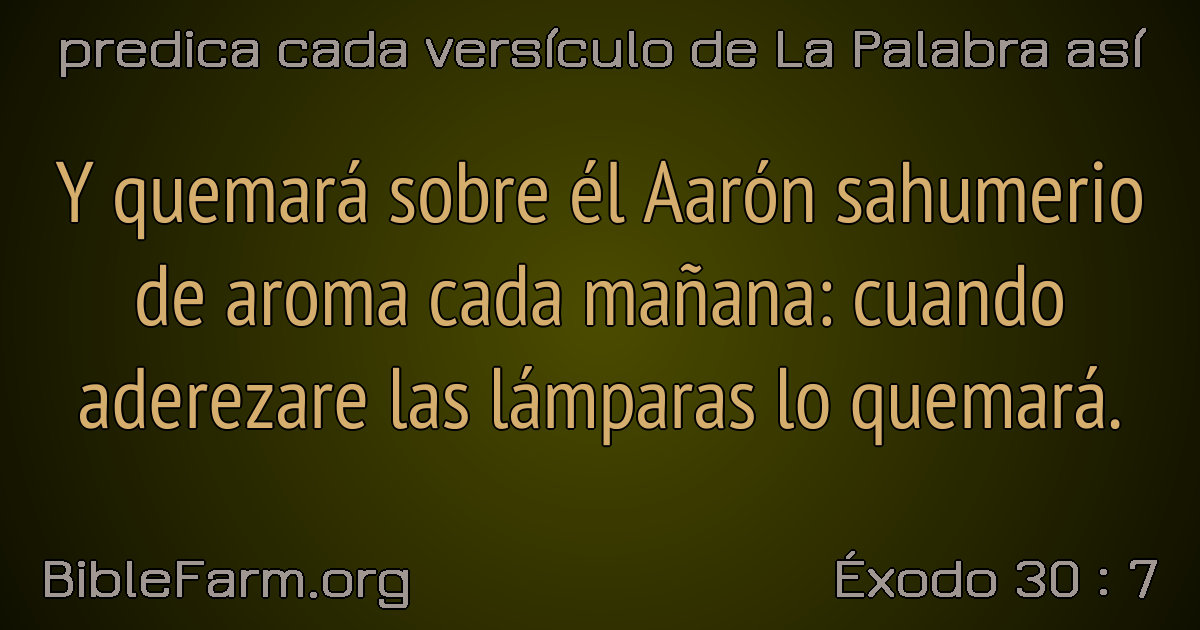 predica cada versículo de La Palabra así
Y quemará sobre él Aarón sahumerio
de aroma cada mañana: cuando
aderezare las lámparas lo quemará.
BibleFarm.org
Éxodo 30 : 7